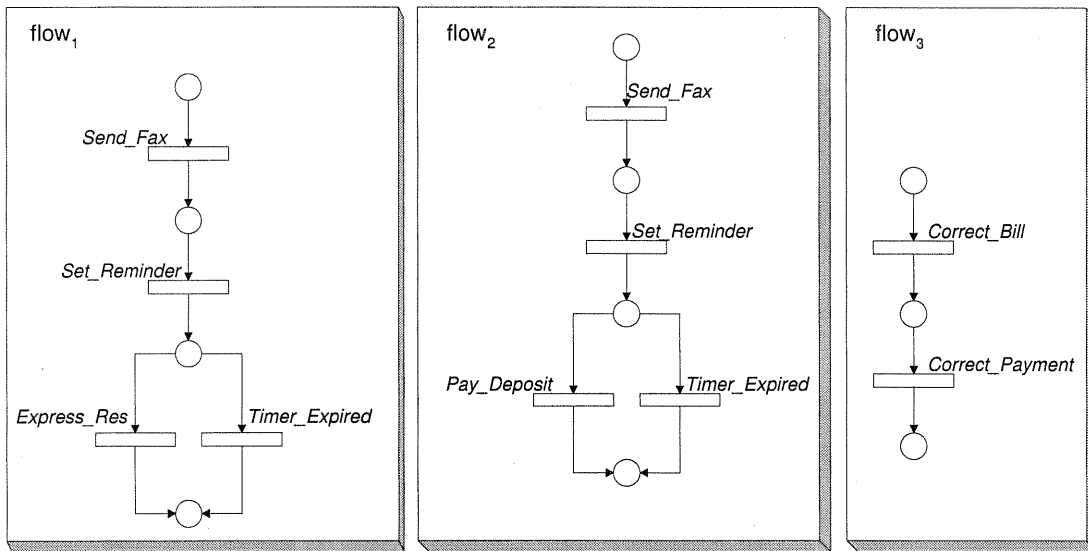 flow1
Send_Fax
Set_Reminder
Express_Res
Timer_Expired
flow2
Send_Fax
Set_Reminder
Pay_Deposit
Timer_Expired
flow3
Correct_Bill
Correct_Payment